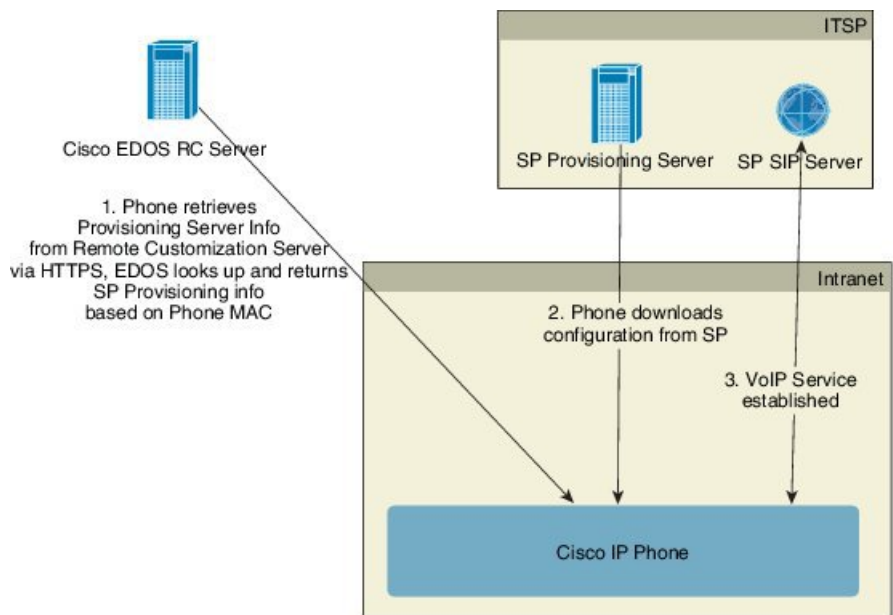 ITSP
Cisco EDOS RC Server
SP Provisioning Server
SP SIP Server
1. Phone retrieves
Provisioning Server Info
from Remote Customization Server
via HTTPS, EDOS looks up and returns
SP Provisioning info
based on Phone MAC
Intranet
2. Phone downloads
configuration from SP
3. VoIP Service
established
Cisco IP Phone